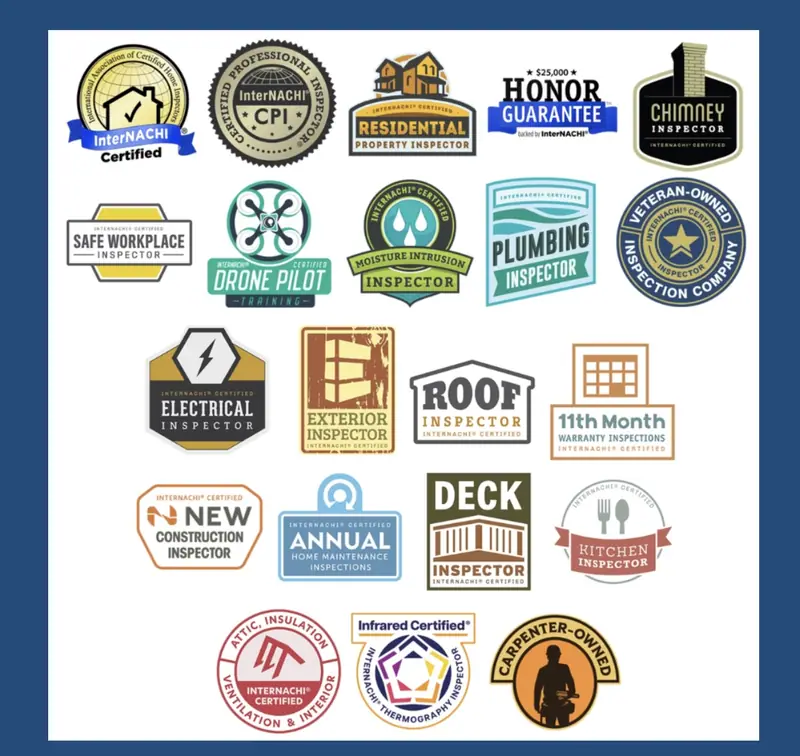 International Association of Certified Home Inspectors
InterNACHI®
Certified
CERTIFIED PROFESSIONAL INSPECTOR
InterNACHI®
CPI
®
INTERNACHI® CERTIFIED
RESIDENTIAL
PROPERTY INSPECTOR
$25,000
HONOR
GUARANTEE
backed by InterNACHI®
CHIMNEY
INSPECTOR
INTERNACHI® CERTIFIED
INTERNACHI® CERTIFIED
SAFE WORKPLACE
INSPECTOR
INTERNACHI® CERTIFIED
DRONE PILOT
TRAINING
INTERNACHI® CERTIFIED
MOISTURE INTRUSION
INSPECTOR
INTERNACHI® CERTIFIED
PLUMBING
INSPECTOR
VETERAN-OWNED
INTERNACHI® CERTIFIED
INSPECTOR
INSPECTION COMPANY
INTERNACHI® CERTIFIED
ELECTRICAL
INSPECTOR
EXTERIOR
INSPECTOR
INTERNACHI® CERTIFIED
ROOF
INSPECTOR
INTERNACHI® CERTIFIED
11th Month
WARRANTY INSPECTIONS
INTERNACHI® CERTIFIED
INTERNACHI® CERTIFIED
NEW
CONSTRUCTION
INSPECTOR
INTERNACHI® CERTIFIED
ANNUAL
HOME MAINTENANCE
INSPECTIONS
DECK
INSPECTOR
INTERNACHI® CERTIFIED
INTERNACHI® CERTIFIED
KITCHEN
INSPECTOR
ATTIC, INSULATION
INTERNACHI®
CERTIFIED
VENTILATION & INTERIOR
Infrared Certified®
INTERNACHI® THERMOGRAPHY INSPECTOR
CARPENTER-OWNED